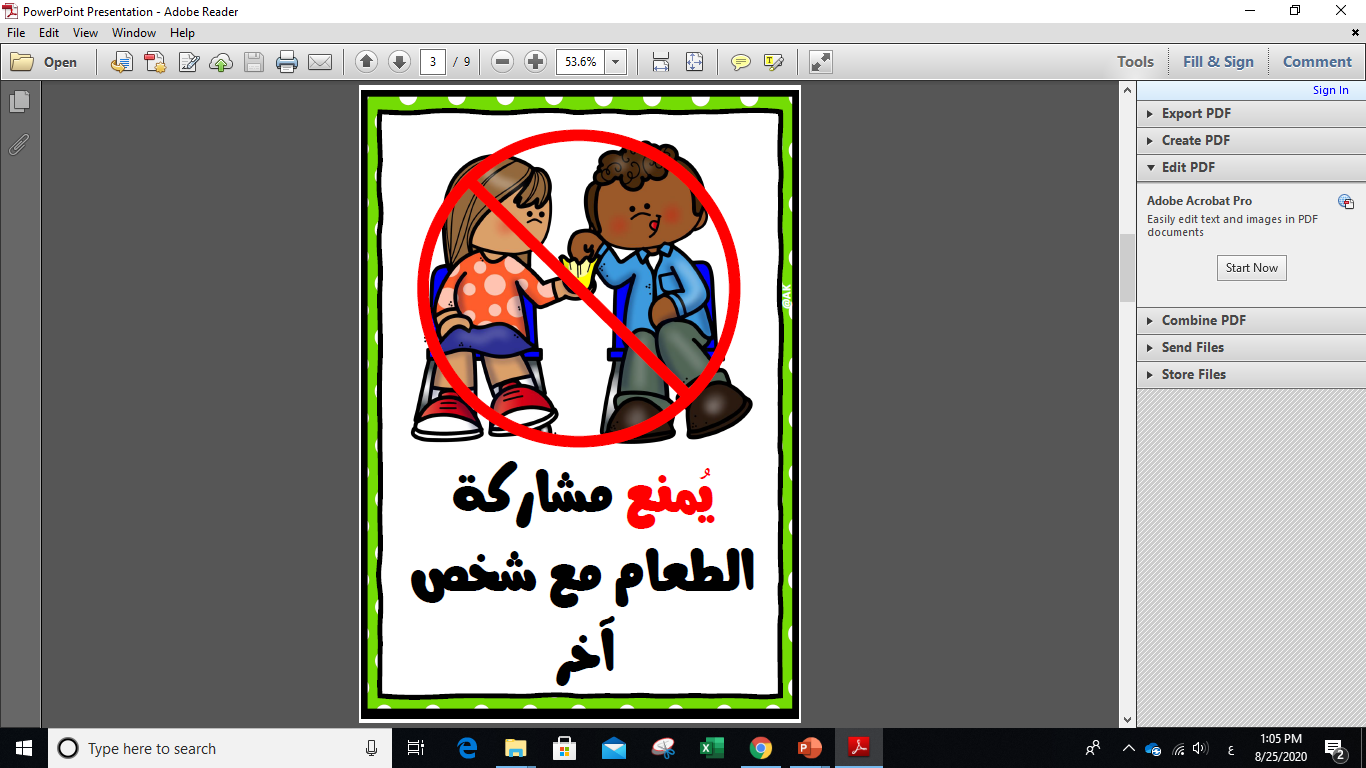 PowerPoint Presentation - Adobe Reader
File Edit View Window Help
Open 3 / 9 53.6% Tools Fill & Sign Comment
Sign In
Export PDF
Create PDF
Edit PDF
Adobe Acrobat Pro
Easily edit text and images in PDF
documents
Start Now
Combine PDF
Send Files
Store Files
@AK
يُمنع مشاركة
الطعام مع شخص
اَخر
Type here to search
ع
1:05 PM
8/25/2020
2